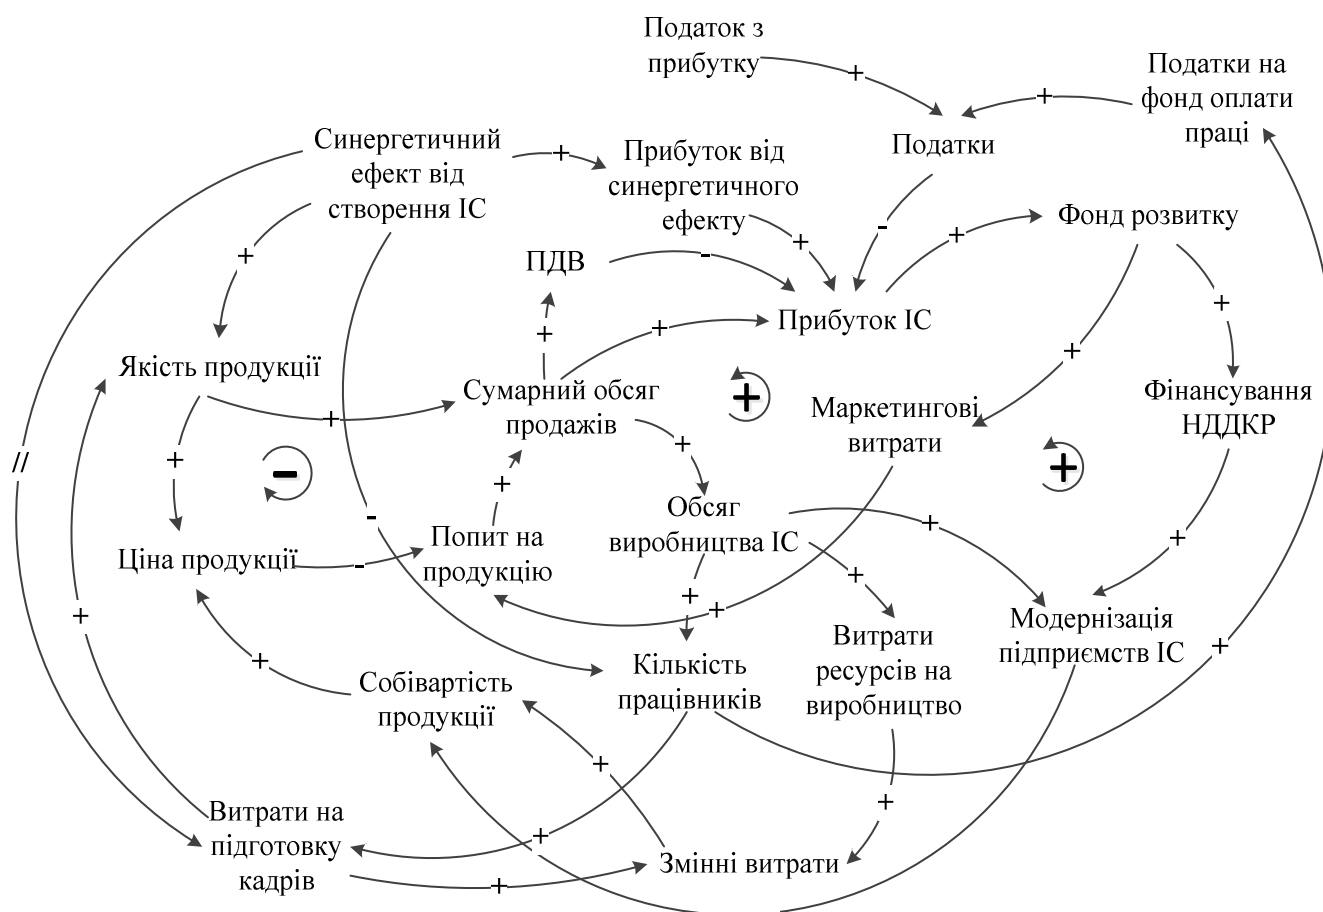 Податок з
прибутку
Податки на
фонд оплати
праці
Синергетичний
ефект від
створення ІС
Прибуток від
синергетичного
ефекту
Податки
Фонд розвитку
ПДВ
Прибуток ІС
Якість продукції
Сумарний обсяг
продажів
Маркетингові
витрати
Фінансування
НДДКР
Обсяг
виробництва ІС
Попит на
продукцію
Ціна продукції
Модернізація
підприємств ІС
Витрати
ресурсів на
виробництво
Кількість
працівників
Собівартість
продукції
Витрати на
підготовку
кадрів
Змінні витрати